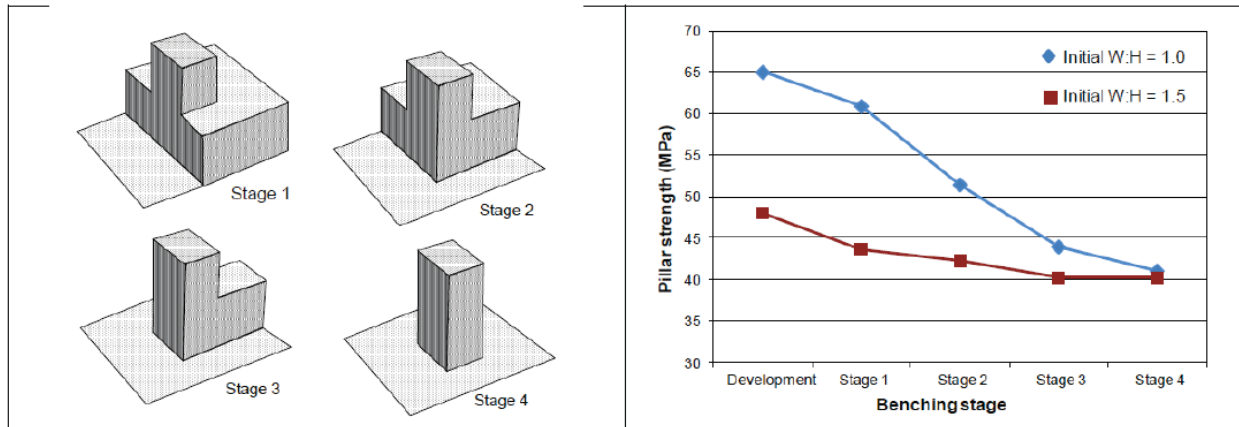 Stage 1
Stage 2
Stage 3
Stage 4
70
65
60
55
50
45
40
35
30
Pillar strength (MPa)
Initial W:H = 1.0
Initial W:H = 1.5
Development Stage 1 Stage 2 Stage 3 Stage 4
Benching stage